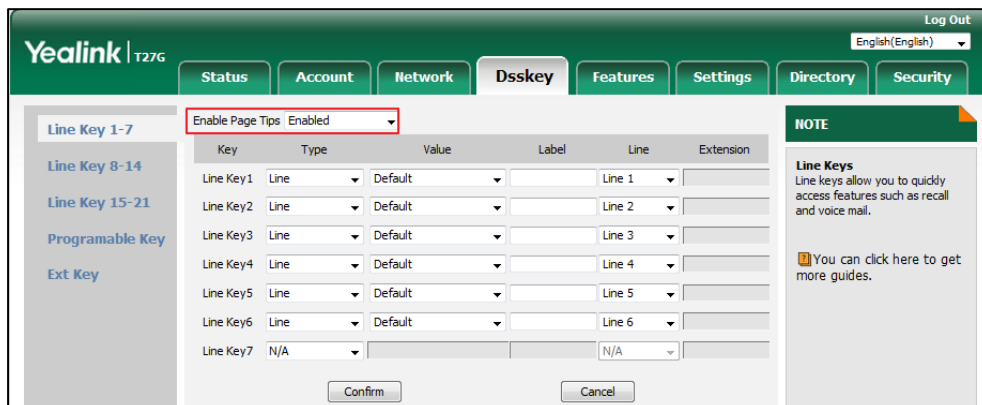 Log Out
Yealink | T27G
English(English)
Status Account Network Dsskey Features Settings Directory Security
Line Key 1-7
Line Key 8-14
Line Key 15-21
Programable Key
Ext Key
Enable Page Tips Enabled
Key Type Value Label Line Extension
Line Key1 Line Default Line 1
Line Key2 Line Default Line 2
Line Key3 Line Default Line 3
Line Key4 Line Default Line 4
Line Key5 Line Default Line 5
Line Key6 Line Default Line 6
Line Key7 N/A N/A
Confirm Cancel
NOTE
Line Keys
Line keys allow you to quickly
access features such as recall
and voice mail.
You can click here to get
more guides.